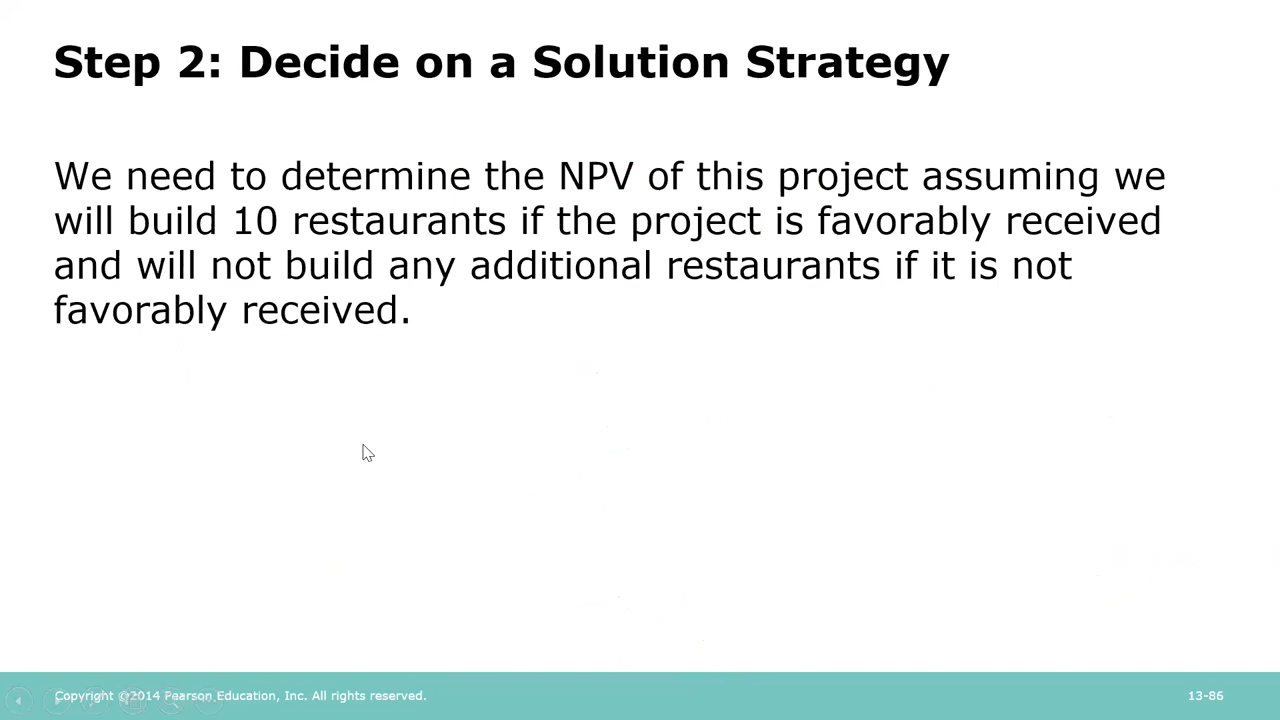 Step 2: Decide on a Solution Strategy
We need to determine the NPV of this project assuming we
will build 10 restaurants if the project is favorably received
and will not build any additional restaurants if it is not
favorably received.
Copyright ©2014 Pearson Education, Inc. All rights reserved.
13-86